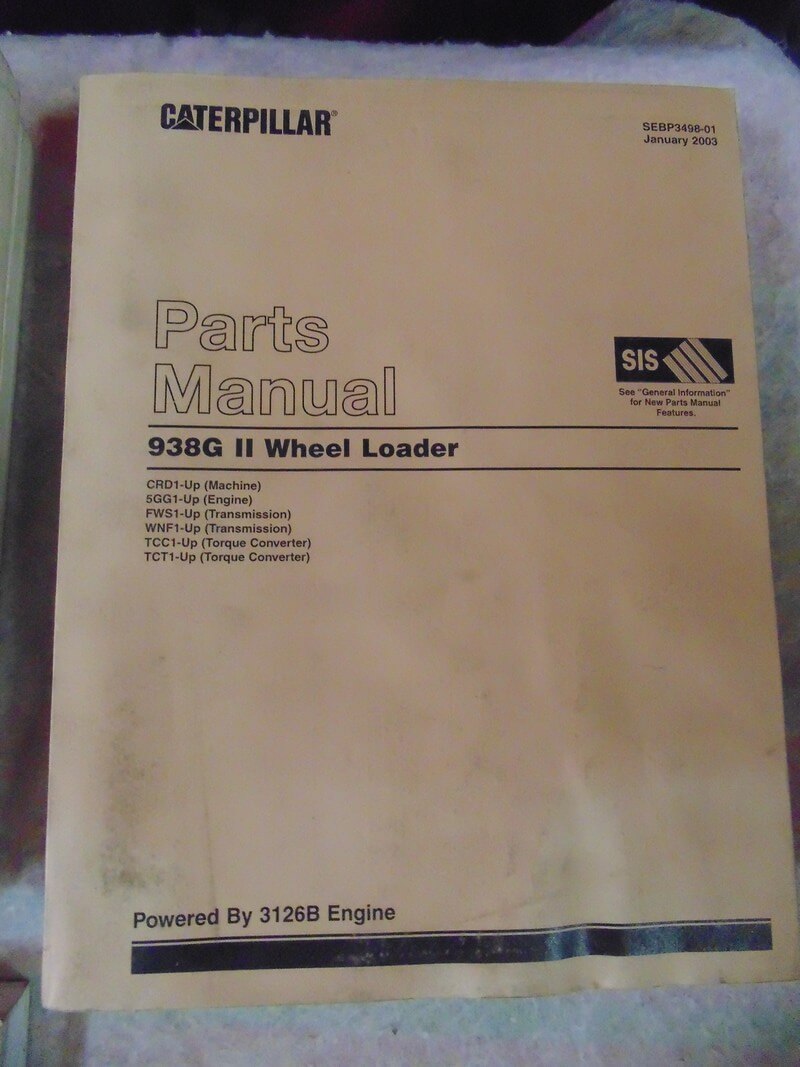 CATERPILLAR®
SEBP3498-01
January 2003
Parts
Manual
SIS
See "General Information"
for New Parts Manual
Features.
938G II Wheel Loader
CRD1-Up (Machine)
5GG1-Up (Engine)
FWS1-Up (Transmission)
WNF1-Up (Transmission)
TCC1-Up (Torque Converter)
TCT1-Up (Torque Converter)
Powered By 3126B Engine